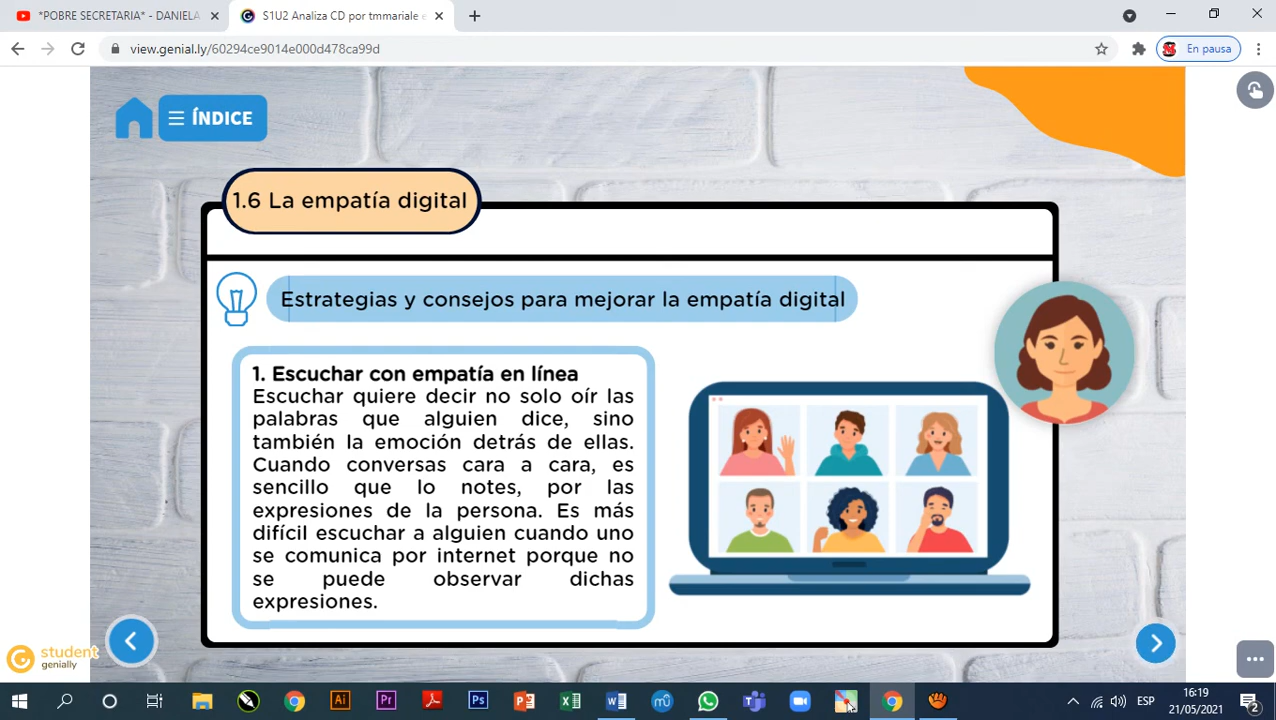 *POBRE SECRETARIA* - DANIELA
S1U2 Analiza CD por tmmariale e
view.genial.ly/60294ce9014e000d478ca99d
En pausa
ÍNDICE
1.6 La empatía digital
Estrategias y consejos para mejorar la empatía digital
1. Escuchar con empatía en línea
Escuchar quiere decir no solo oír las
palabras que alguien dice, sino
también la emoción detrás de ellas.
Cuando conversas cara a cara, es
sencillo que lo notes, por las
expresiones de la persona. Es más
difícil escuchar a alguien cuando uno
se comunica por internet porque no
se puede observar dichas
expresiones.
student
genially
Ai
Pr
Ps
ESP
16:19
21/05/2021
2